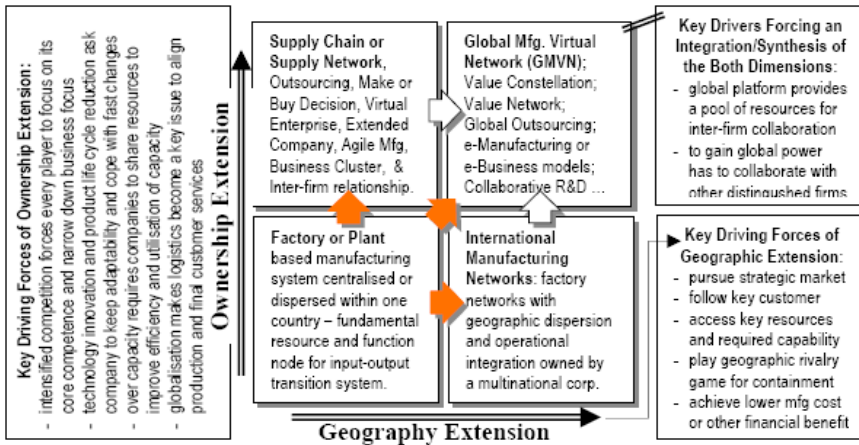 Key Driving Forces of Ownership Extension:
- intensified competition forces every player to focus on its
core competence and narrow down business focus
- technology innovation and product life cycle reduction ask
company to keep adaptability and cope with fast changes
- over capacity requires companies to share resources to
improve efficiency and utilisation of capacity
- globalisation makes logistics become a key issue to align
production and final customer services
Ownership Extension
Supply Chain or
Supply Network,
Outsourcing, Make or
Buy Decision, Virtual
Enterprise, Extended
Company, Agile Mfg,
Business Cluster, &
Inter-firm relationship.
Global Mfg. Virtual
Network (GMVN);
Value Constellation;
Value Network;
Global Outsourcing;
e-Manufacturing or
e-Business models;
Collaborative R&D ...
Key Drivers Forcing an
Integration/Synthesis of
the Both Dimensions:
- global platform provides
a pool of resources for
inter-firm collaboration
- to gain global power
has to collaborate with
other distingushed firms
Factory or Plant
based manufacturing
system centralised or
dispersed within one
country – fundamental
resource and function
node for input-output
transition system.
International
Manufacturing
Networks: factory
networks with
geographic dispersion
and operational
integration owned by
a multinational corp.
Key Driving Forces of
Geographic Extension:
- pursue strategic market
- follow key customer
- access key resources
and required capability
- play geographic rivalry
game for containment
- achieve lower mfg cost
or other financial benefit
Geography Extension